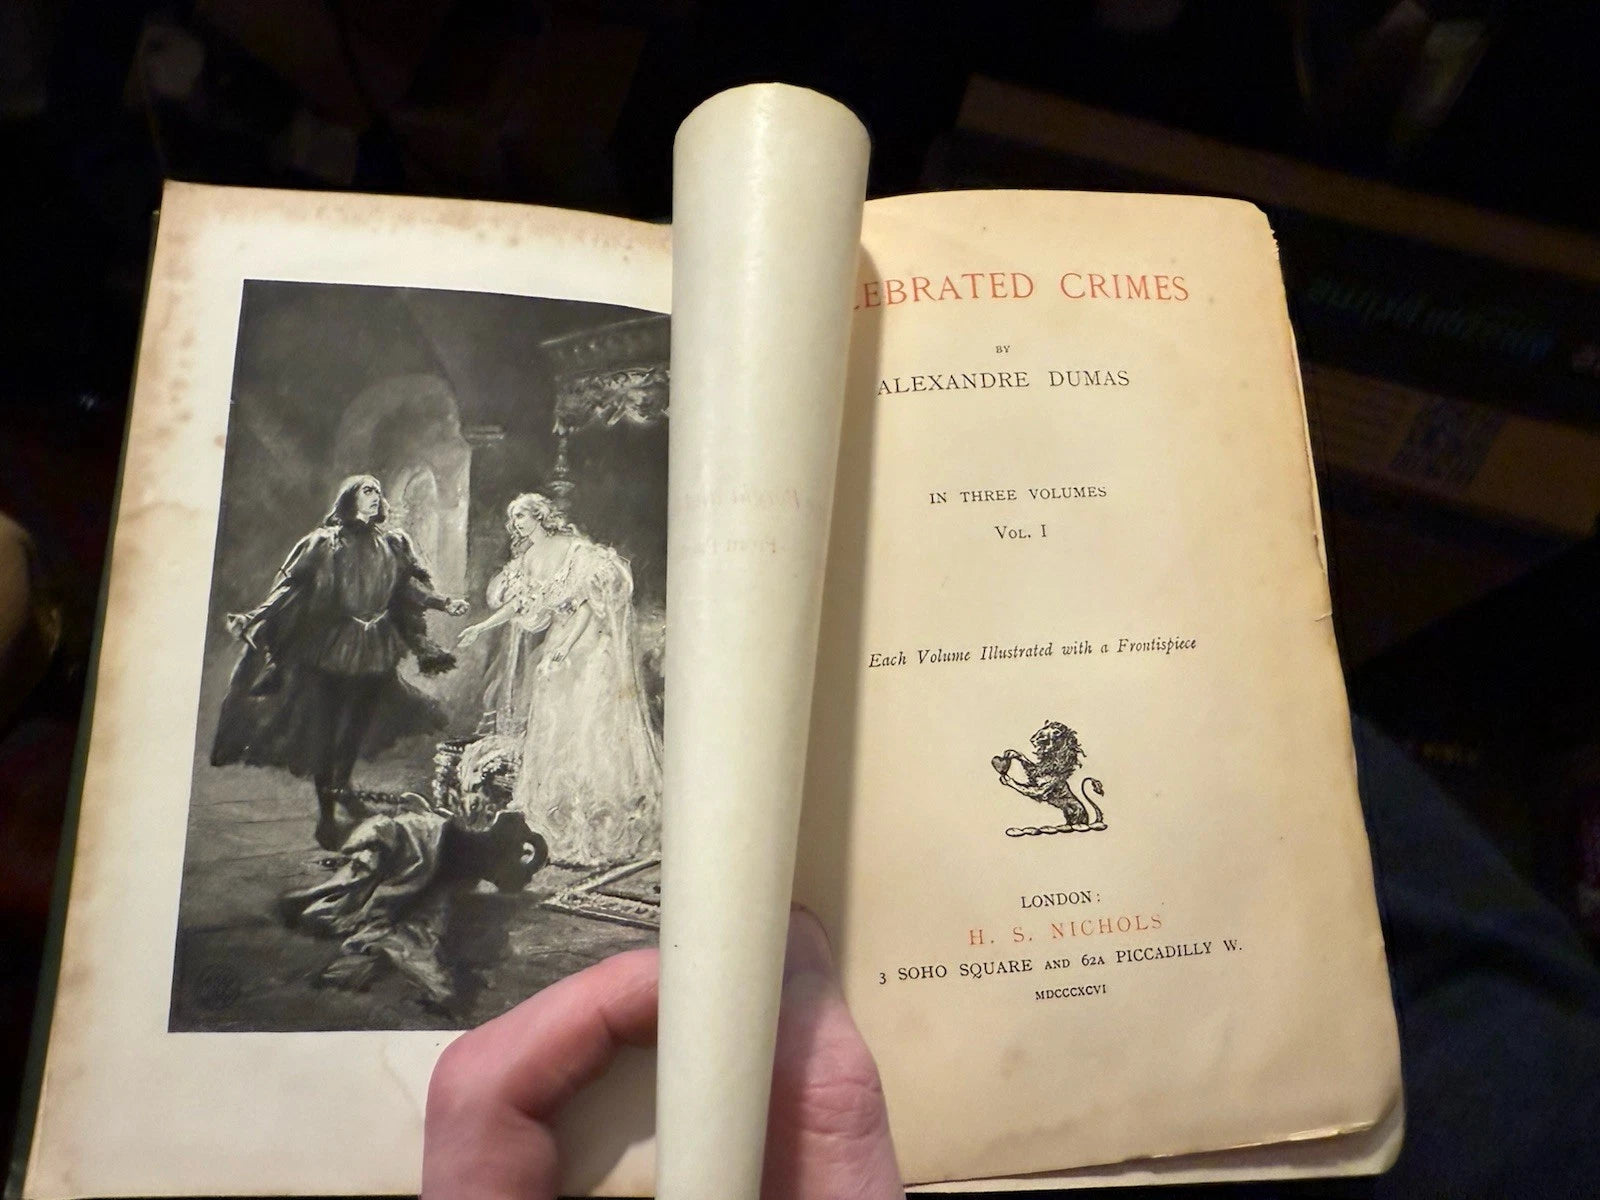 EBRATED CRIMES
BY
ALEXANDRE DUMAS
IN THREE VOLUMES
VOL. I
Each Volume Illustrated with a Frontispiece
LONDON:
H. S. NICHOLS
3 SOHO SQUARE AND 62A PICCADILLY W.
MDCCCXCVI